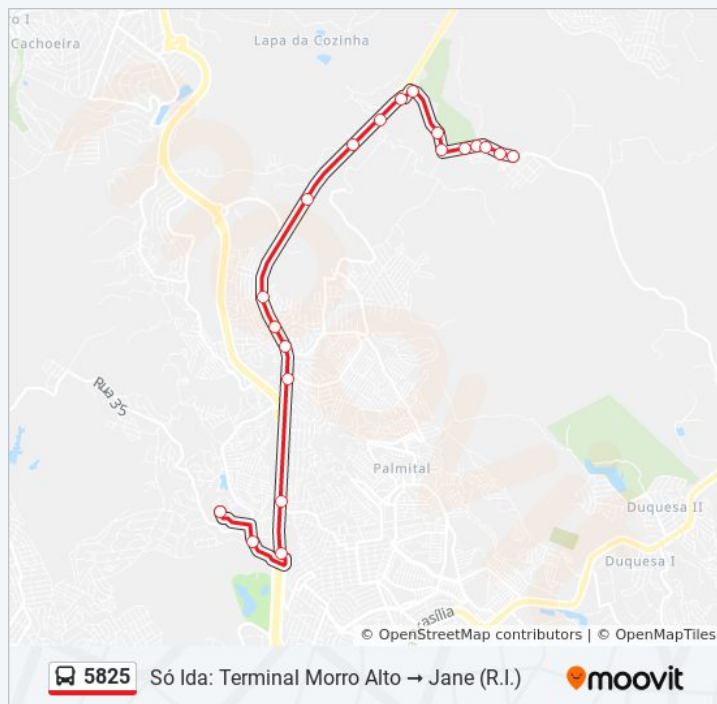 ro I
Cachoeira
Lapa da Cozinha
Rua 35
Palmital
Duquesa II
Duquesa I
asília
© OpenStreetMap contributors | © OpenMapTiles
5825 Só Ida: Terminal Morro Alto → Jane (R.I.) moovit